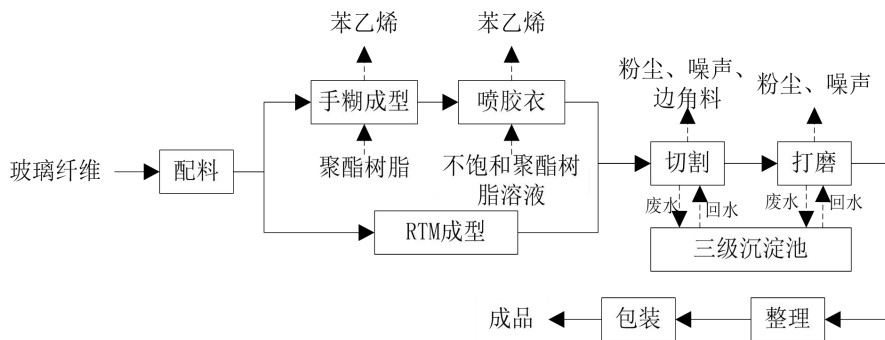 苯乙烯
苯乙烯
粉尘、噪声、
边角料
粉尘、噪声
手糊成型
喷胶衣
玻璃纤维
配料
聚酯树脂
不饱和聚酯树
脂溶液
切割
打磨
废水
回水
废水
回水
RTM成型
三级沉淀池
成品
包装
整理